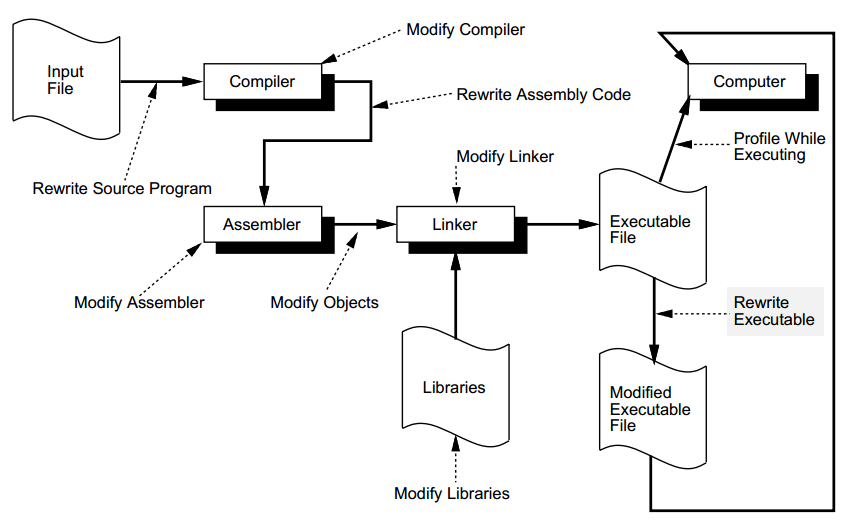 Modify Compiler
Input
File
Compiler
Computer
Rewrite Assembly Code
Profile While
Executing
Modify Linker
Rewrite Source Program
Assembler
Linker
Executable
File
Modify Assembler
Modify Objects
Rewrite
Executable
Libraries
Modified
Executable
File
Modify Libraries